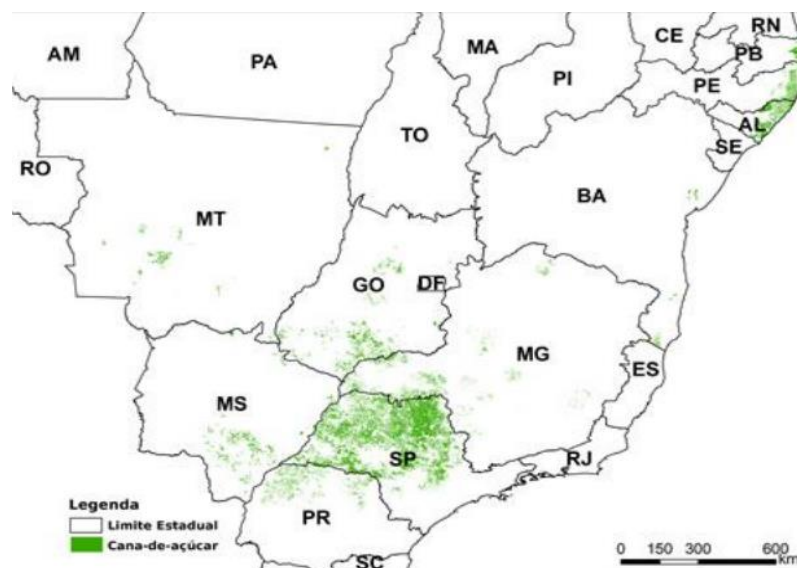 CE
RN
MA
PB
AM
PA
PI
PE
TO
AL
SE
RO
BA
MT
GO
DF
MG
ES
MS
SP
RJ
PR
SC
Legenda
Limite Estadual
Cana-de-açúcar
0 150 300 600
km